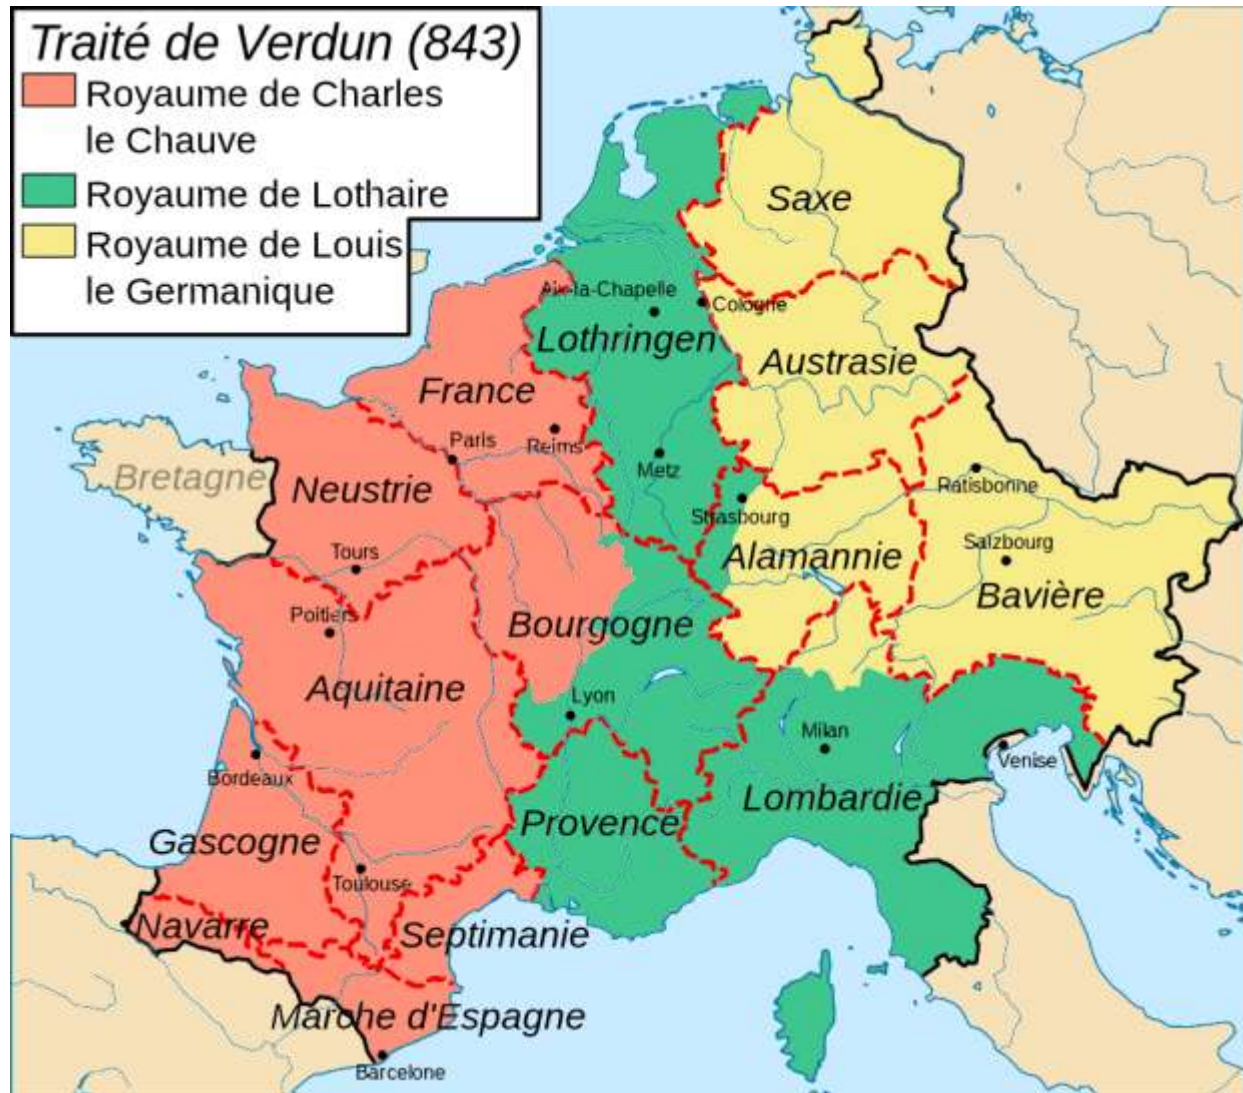 Traité de Verdun (843)
Royaume de Charles
le Chauve
Royaume de Lothaire
Royaume de Louis
le Germanique
Saxe
Aix-la-Chapelle
Cologne
Lothringen
Austrasie
France
Paris
Reims
Metz
Bretagne
Neustrie
Ratisbonne
Strasbourg
Tours
Alamannie
Salzbourg
Bavière
Poitiers
Bourgogne
Aquitaine
Lyon
Milan
Venise
Bordeaux
Lombardie
Provence
Gascogne
Toulouse
Navarre
Septimanie
Marche d'Espagne
Barcelone